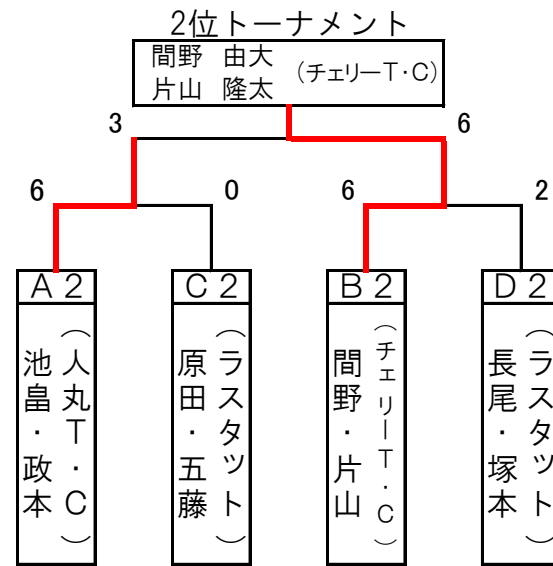 2位トーナメント
間野 由大
片山 隆太
(チェリーT・C)
3
6
6
0
6
2
A2
C2
B2
D2
(人丸T・C)
池畠・政本
(ラスタット)
原田・五藤
(チェリーT・C)
間野・片山
(ラスタット)
長尾・塚本